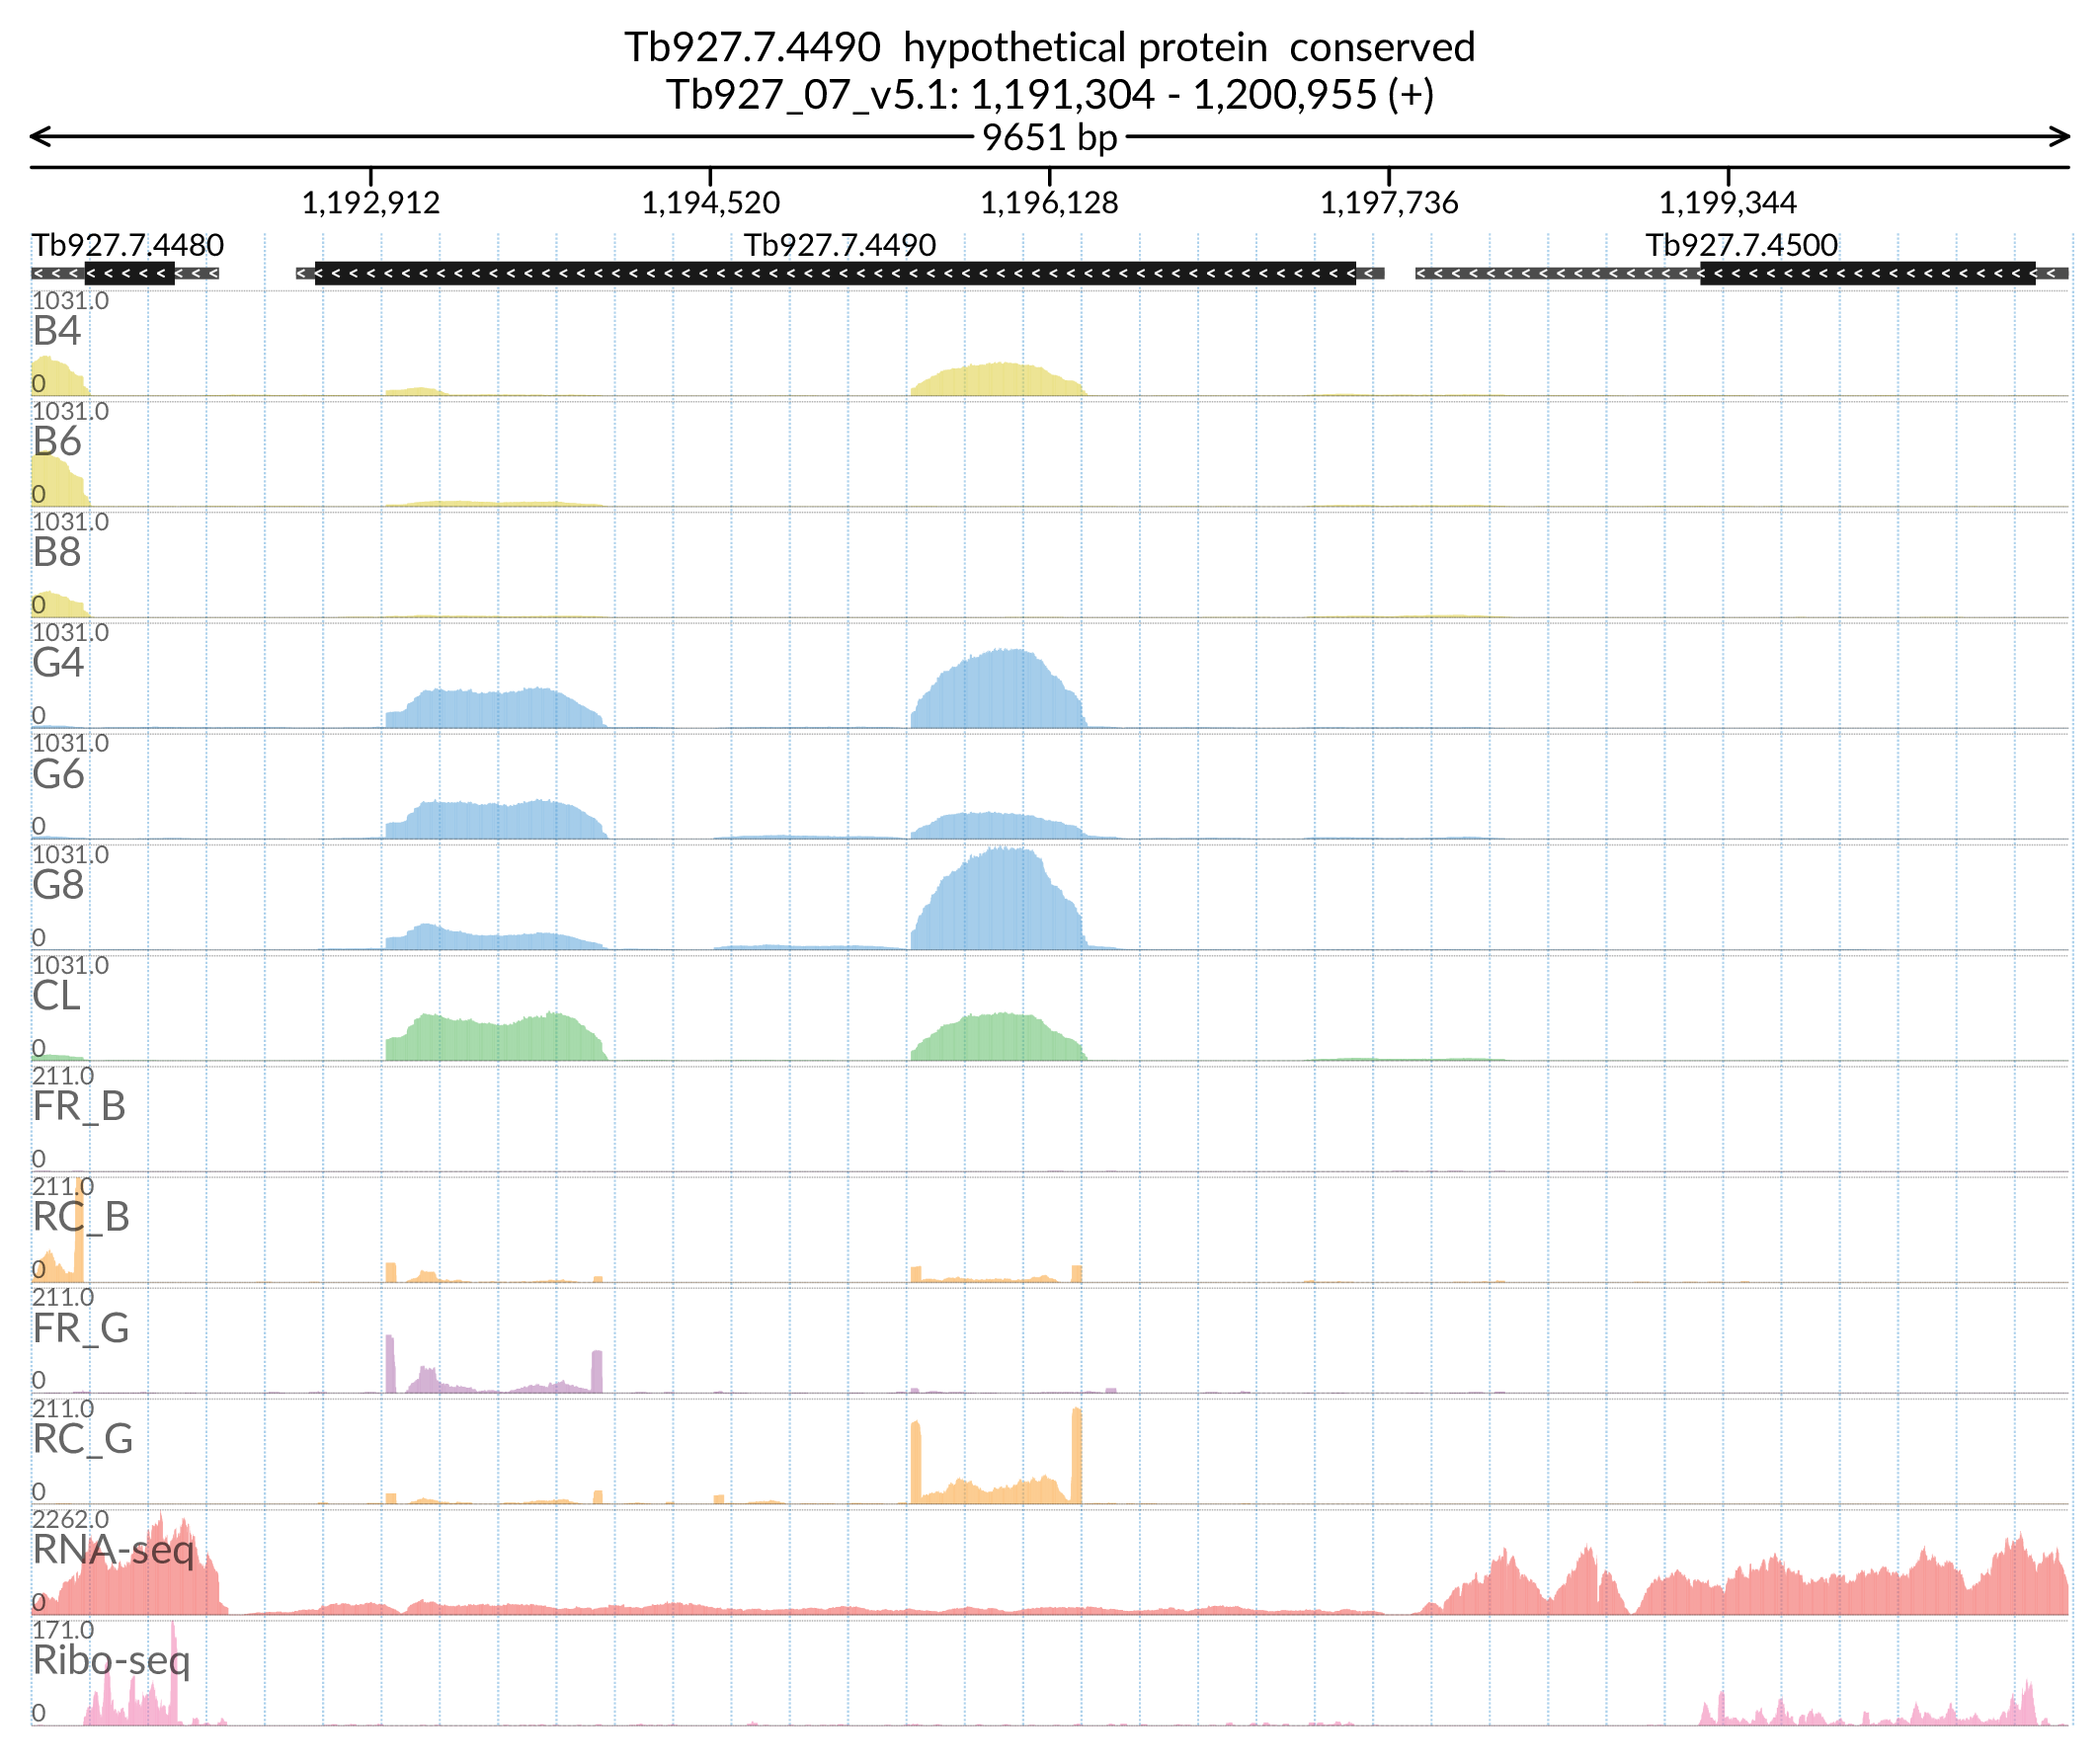 Tb927.7.4490 hypothetical protein conserved
Tb927_07_v5.1: 1,191,304 - 1,200,955 (+)
9651 bp
1,192,912 1,194,520 1,196,128 1,197,736 1,199,344
Tb927.7.4480 Tb927.7.4490 Tb927.7.4500
1031.0
B4
0
1031.0
B6
0
1031.0
B8
0
1031.0
G4
0
1031.0
G6
0
1031.0
G8
0
1031.0
CL
0
211.0
FR_B
0
211.0
RC_B
0
211.0
FR_G
0
211.0
RC_G
0
2262.0
RNA-seq
0
171.0
Ribo-seq
0